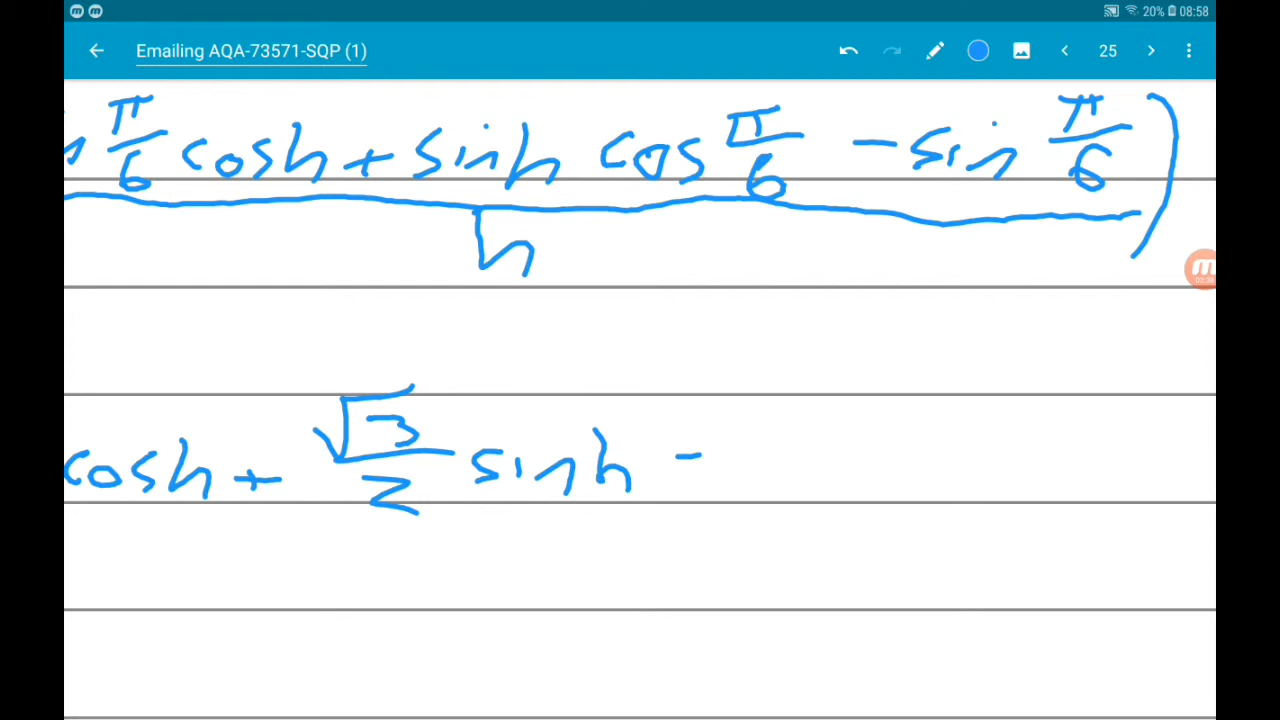 20% 08:58
Emailing AQA-73571-SQP (1) 25
π/6 cosh + sinh cos π/6 - sin π/6)
h
cosh + √3/2 sinh -